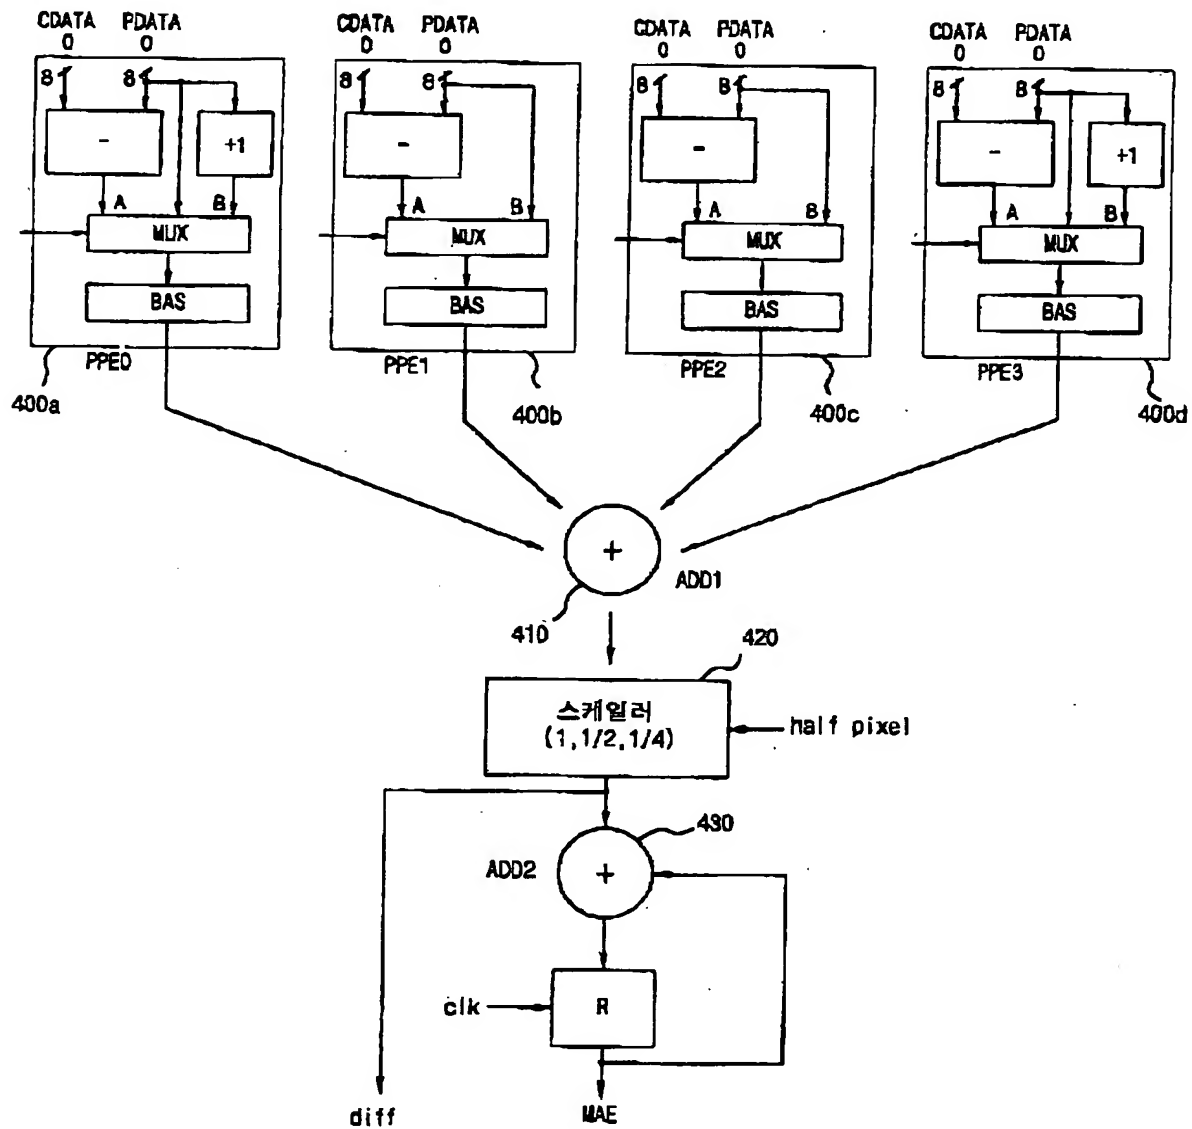 CDATA PDATA
0 0
8 8
-
+1
A B
MUX
BAS
PPE0
400a
CDATA PDATA
0 0
8 8
-
A B
MUX
BAS
PPE1
400b
CDATA PDATA
0 0
8 8
-
A B
MUX
BAS
PPE2
400c
CDATA PDATA
0 0
8 8
-
+1
A B
MUX
BAS
PPE3
400d
+
ADD1
410
420
스케일러
(1,1/2,1/4)
half pixel
430
ADD2
+
clk
R
diff
MAE